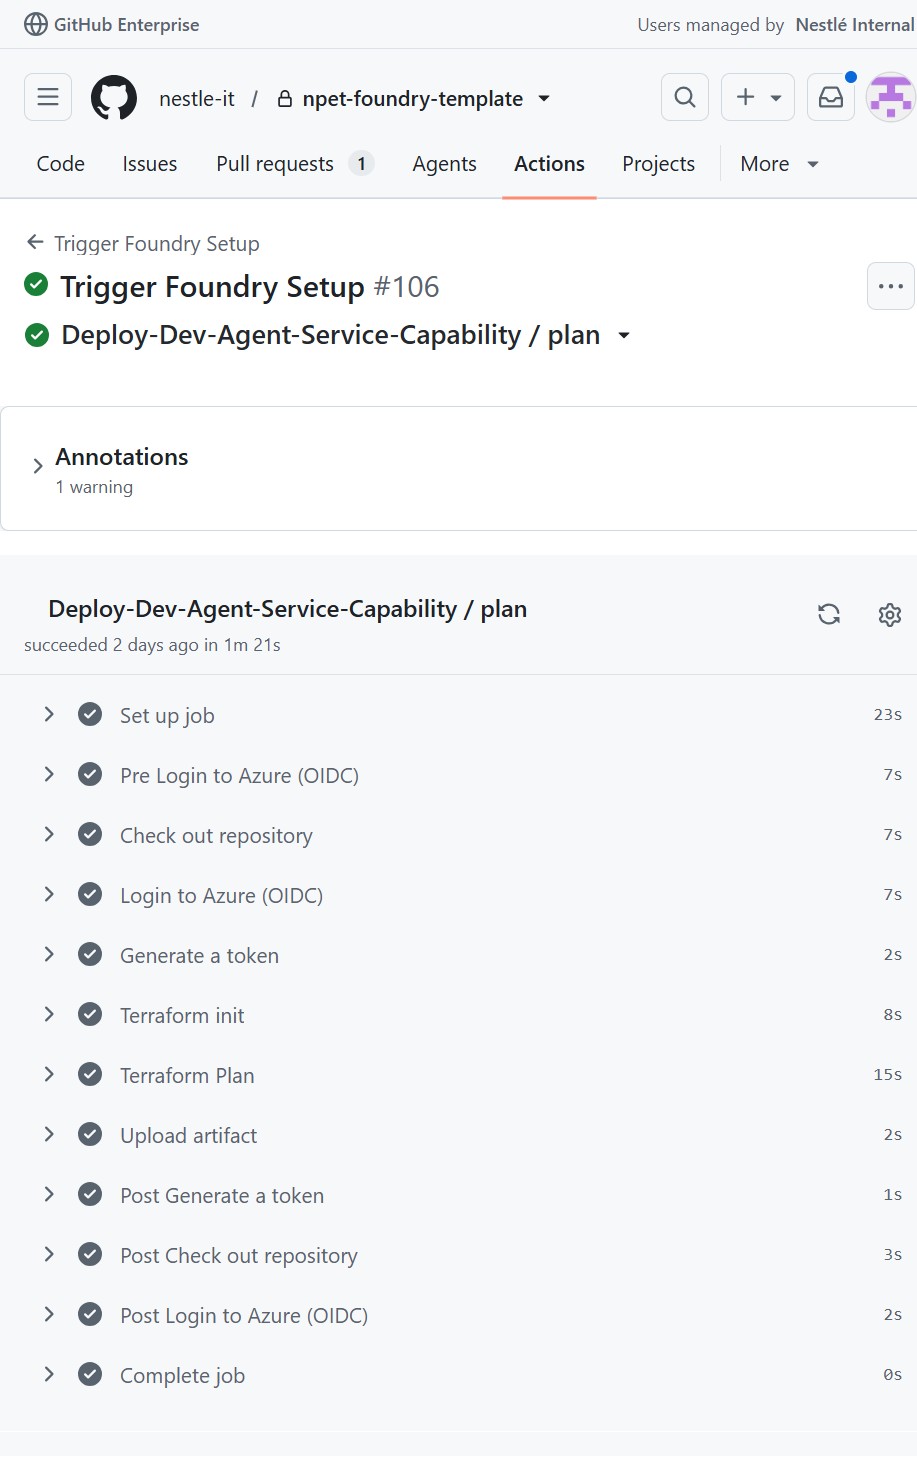 GitHub Enterprise
Users managed by Nestlé Internal
nestle-it / npet-foundry-template
Code Issues Pull requests 1 Agents Actions Projects More
Trigger Foundry Setup
Trigger Foundry Setup #106
Deploy-Dev-Agent-Service-Capability / plan
Annotations
1 warning
Deploy-Dev-Agent-Service-Capability / plan
succeeded 2 days ago in 1m 21s
Set up job 23s
Pre Login to Azure (OIDC) 7s
Check out repository 7s
Login to Azure (OIDC) 7s
Generate a token 2s
Terraform init 8s
Terraform Plan 15s
Upload artifact 2s
Post Generate a token 1s
Post Check out repository 3s
Post Login to Azure (OIDC) 2s
Complete job 0s